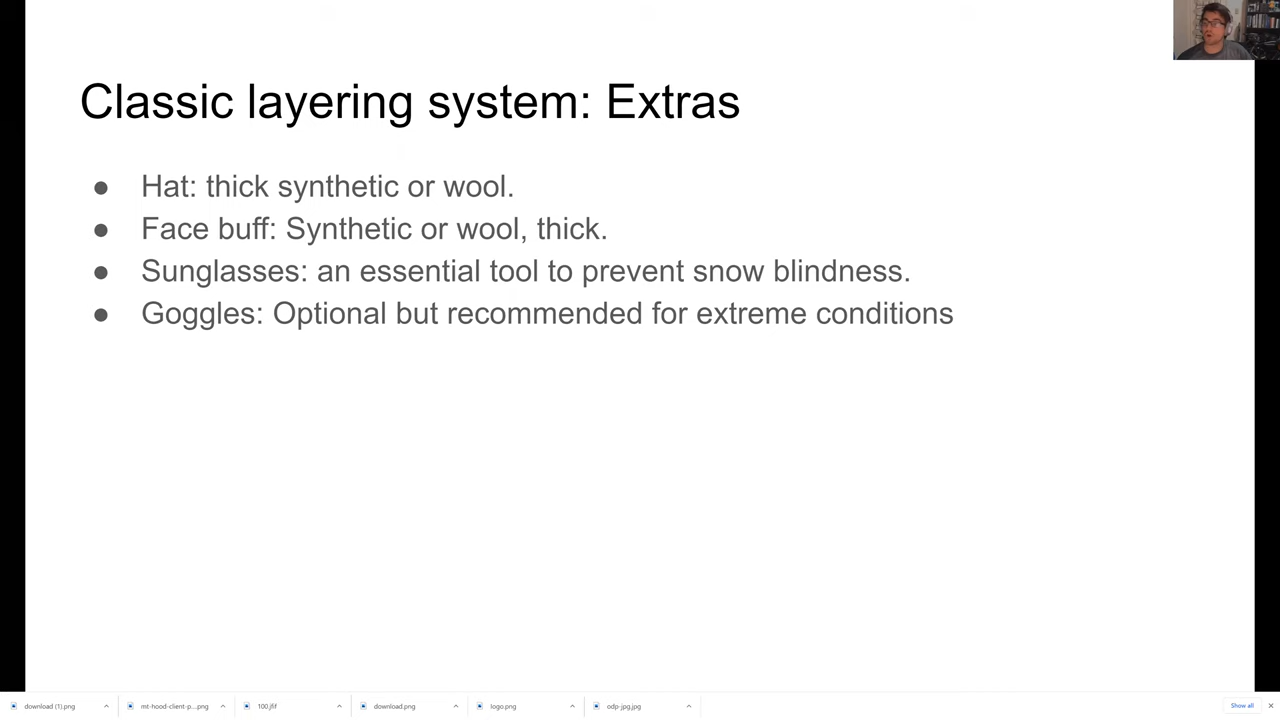 Classic layering system: Extras
● Hat: thick synthetic or wool.
● Face buff: Synthetic or wool, thick.
● Sunglasses: an essential tool to prevent snow blindness.
● Goggles: Optional but recommended for extreme conditions
download (1).png
mt-hood-client-p...png
100.jfif
download.png
logo.png
odp-jpg.jpg
Show all